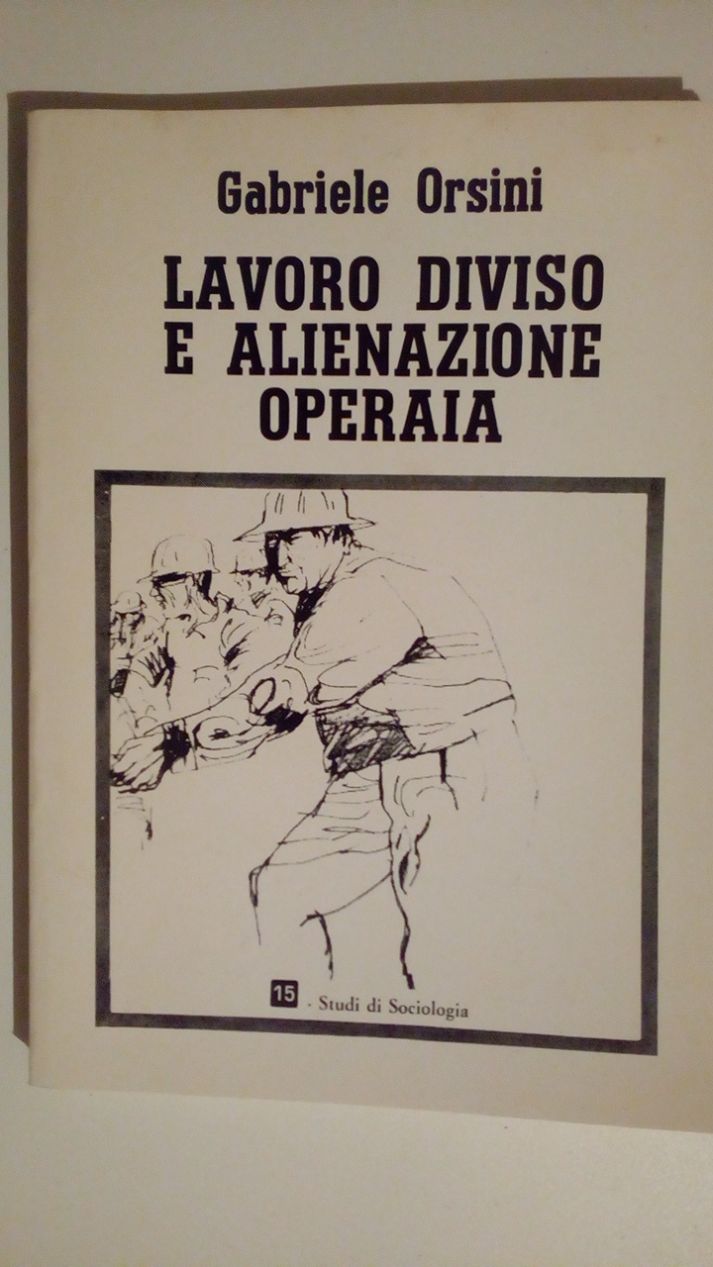 Gabriele Orsini
LAVORO DIVISO
E ALIENAZIONE
OPERAIA
15 . Studi di Sociologia